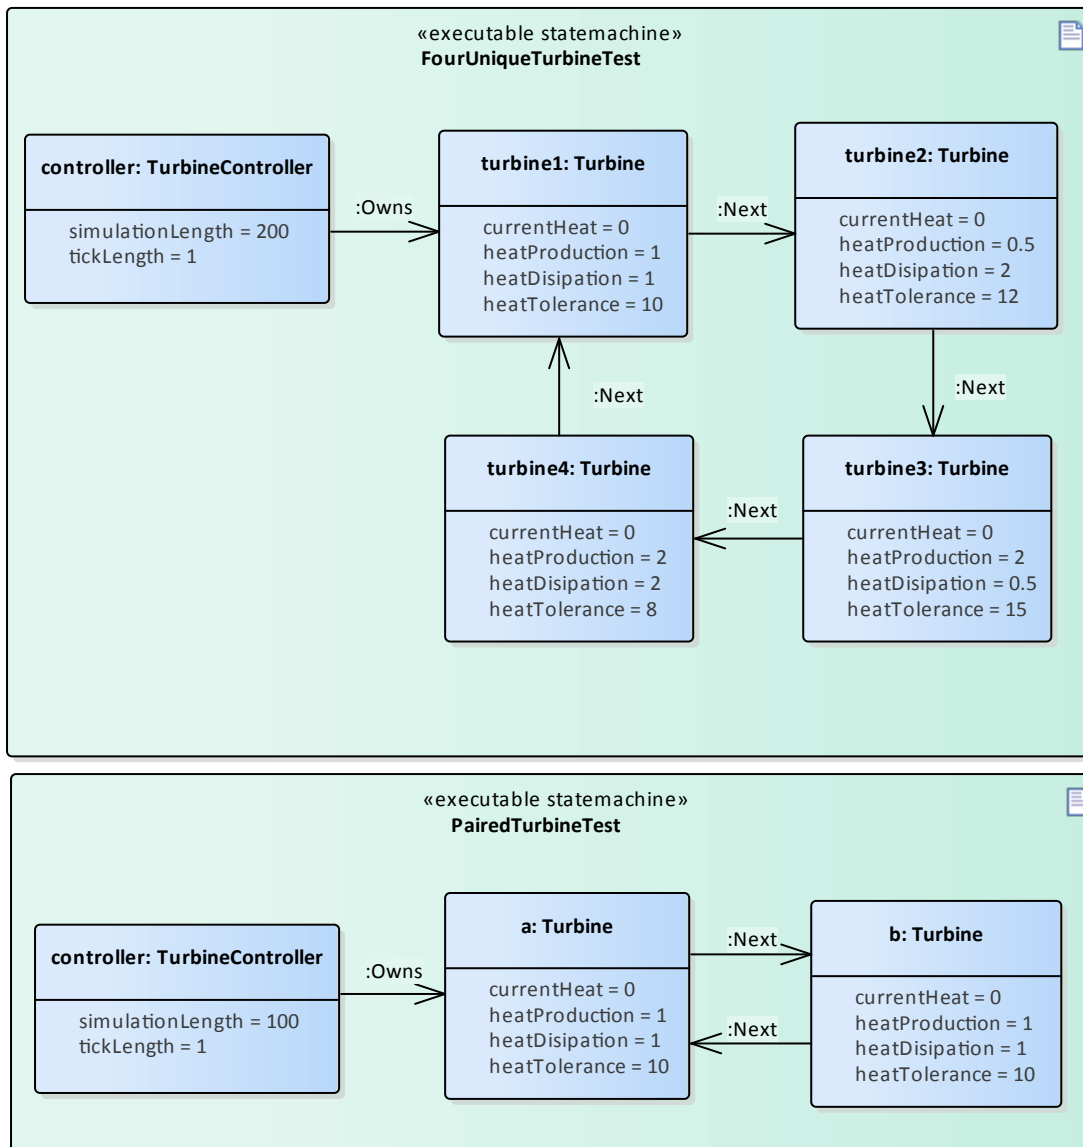 «executable statemachine»
FourUniqueTurbineTest
controller: TurbineController
simulationLength = 200
tickLength = 1
:Owns
turbine1: Turbine
currentHeat = 0
heatProduction = 1
heatDisipation = 1
heatTolerance = 10
:Next
turbine2: Turbine
currentHeat = 0
heatProduction = 0.5
heatDisipation = 2
heatTolerance = 12
:Next
:Next
turbine4: Turbine
currentHeat = 0
heatProduction = 2
heatDisipation = 2
heatTolerance = 8
:Next
turbine3: Turbine
currentHeat = 0
heatProduction = 2
heatDisipation = 0.5
heatTolerance = 15
«executable statemachine»
PairedTurbineTest
controller: TurbineController
simulationLength = 100
tickLength = 1
:Owns
a: Turbine
currentHeat = 0
heatProduction = 1
heatDisipation = 1
heatTolerance = 10
:Next
:Next
b: Turbine
currentHeat = 0
heatProduction = 1
heatDisipation = 1
heatTolerance = 10